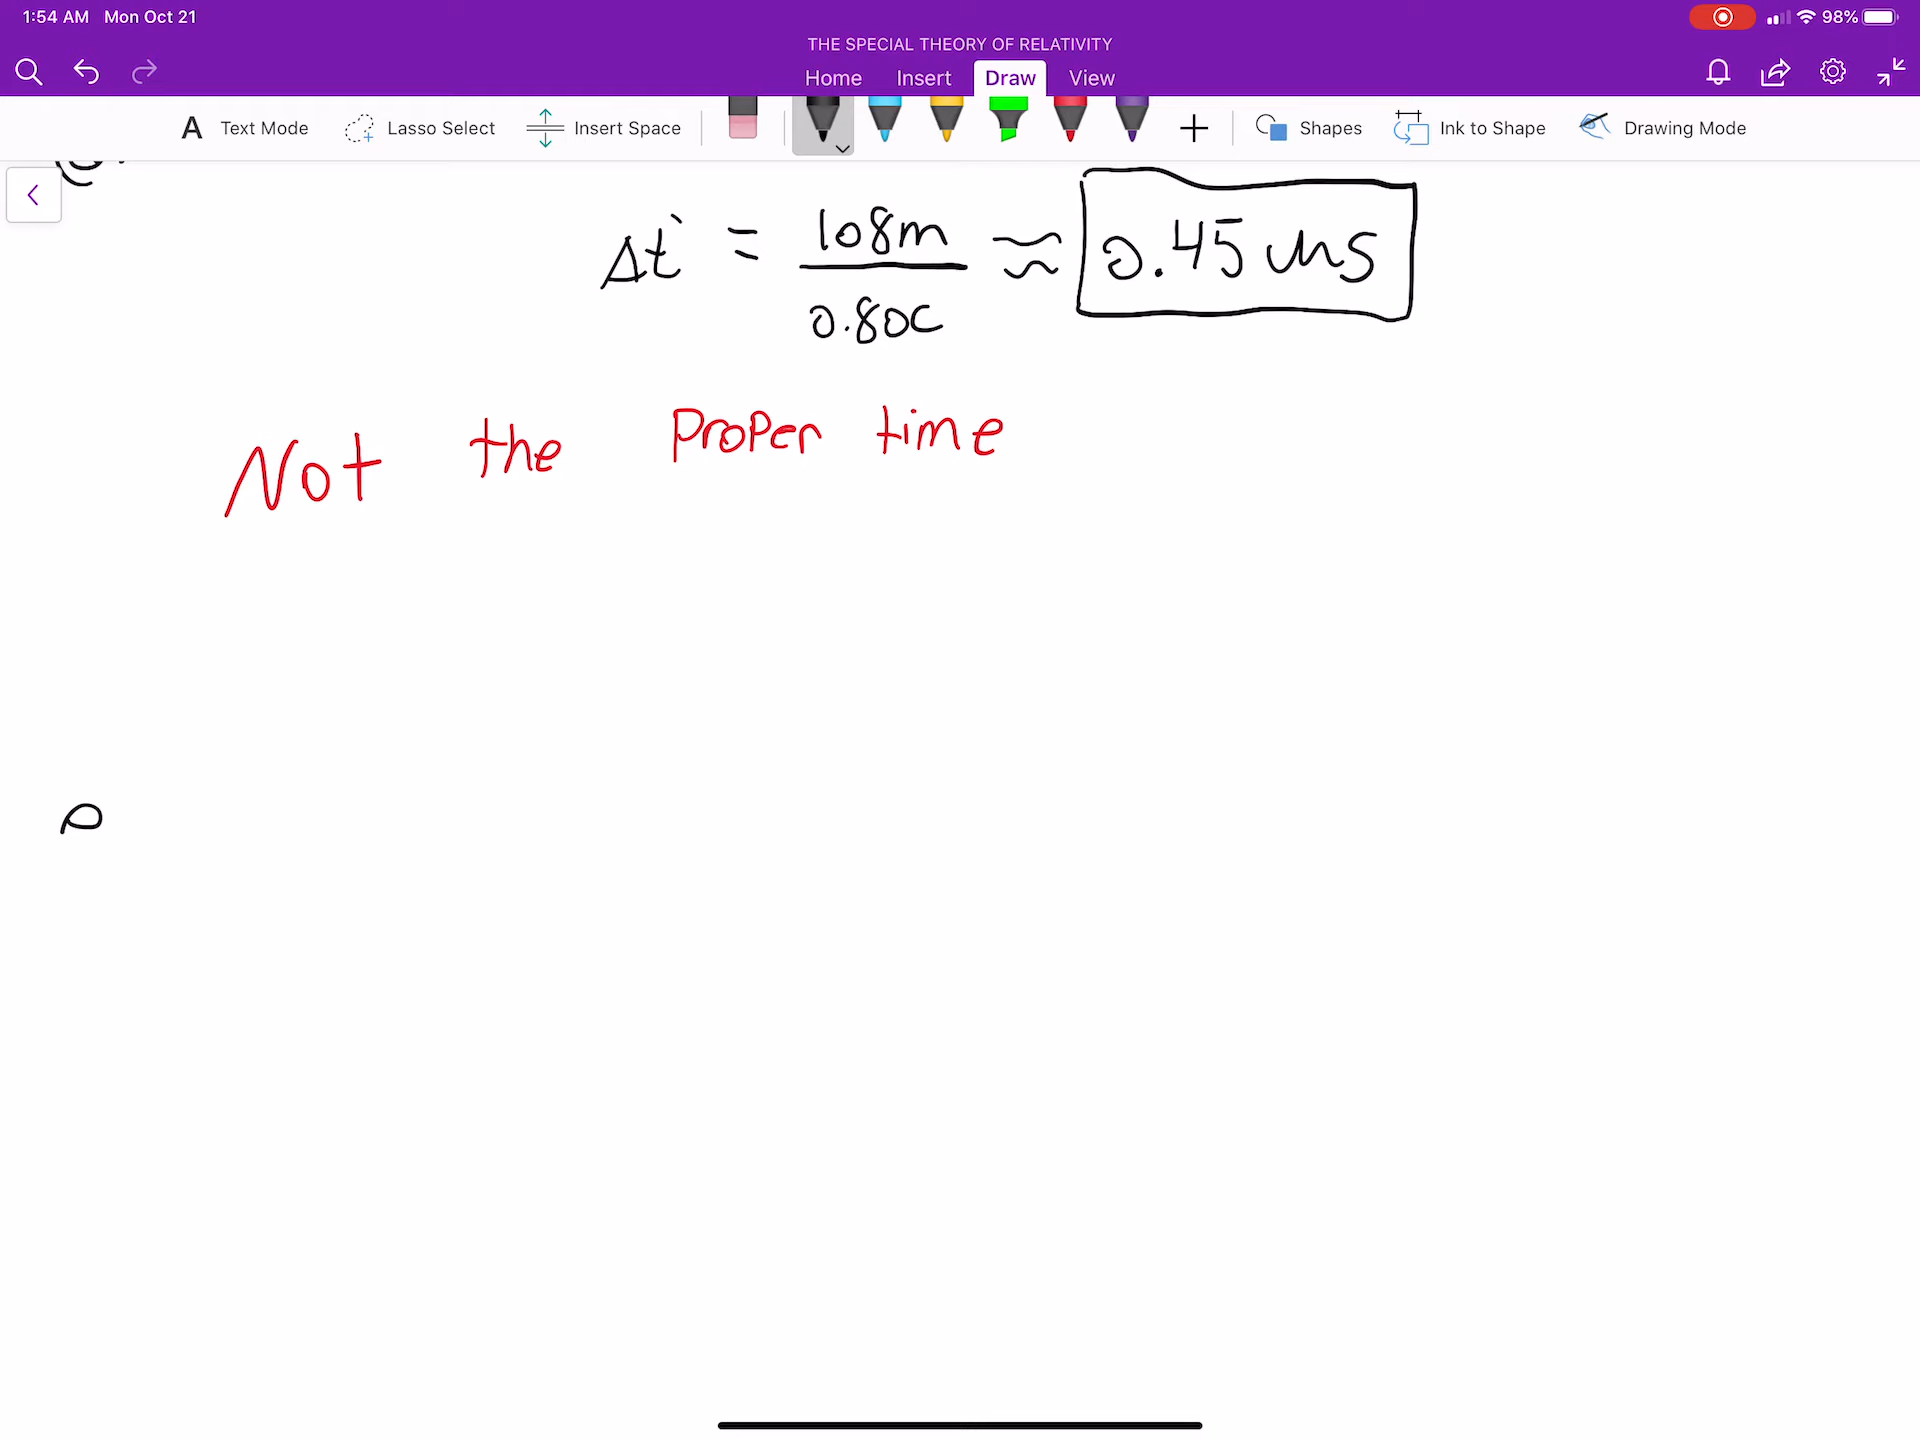 1:54 AM Mon Oct 21
98%
THE SPECIAL THEORY OF RELATIVITY
Home Insert Draw View
A Text Mode Lasso Select Insert Space Shapes Ink to Shape Drawing Mode
Δt' = 108m / 0.80c ≈ 0.45 μs
Not the proper time